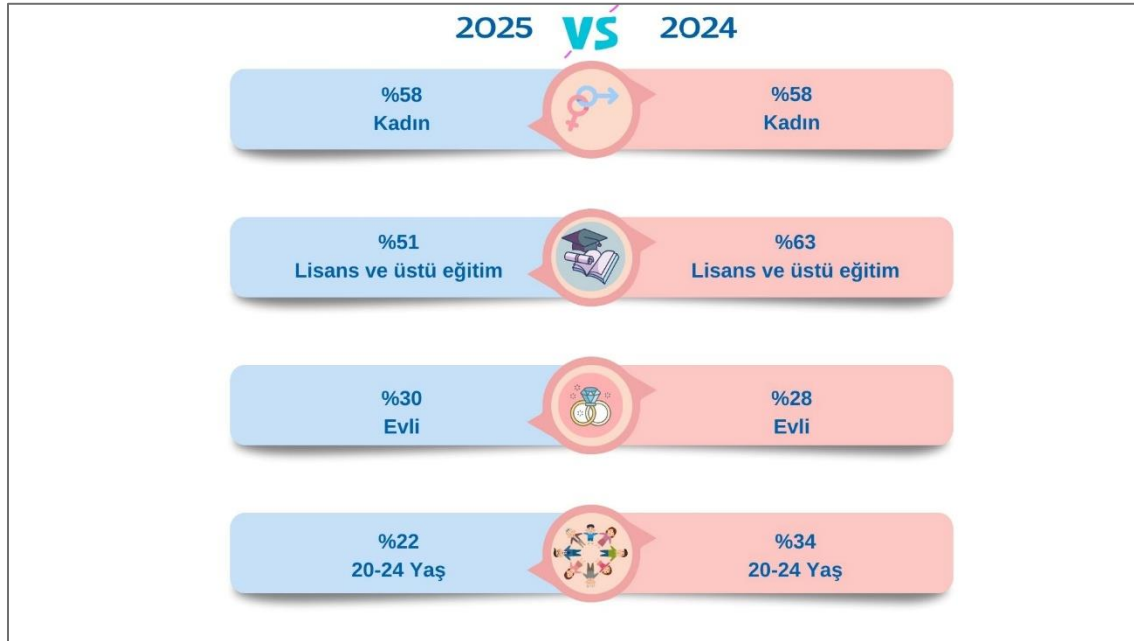 2025 VS 2024
%58
Kadın
%58
Kadın
%51
Lisans ve üstü eğitim
%63
Lisans ve üstü eğitim
%30
Evli
%28
Evli
%22
20-24 Yaş
%34
20-24 Yaş